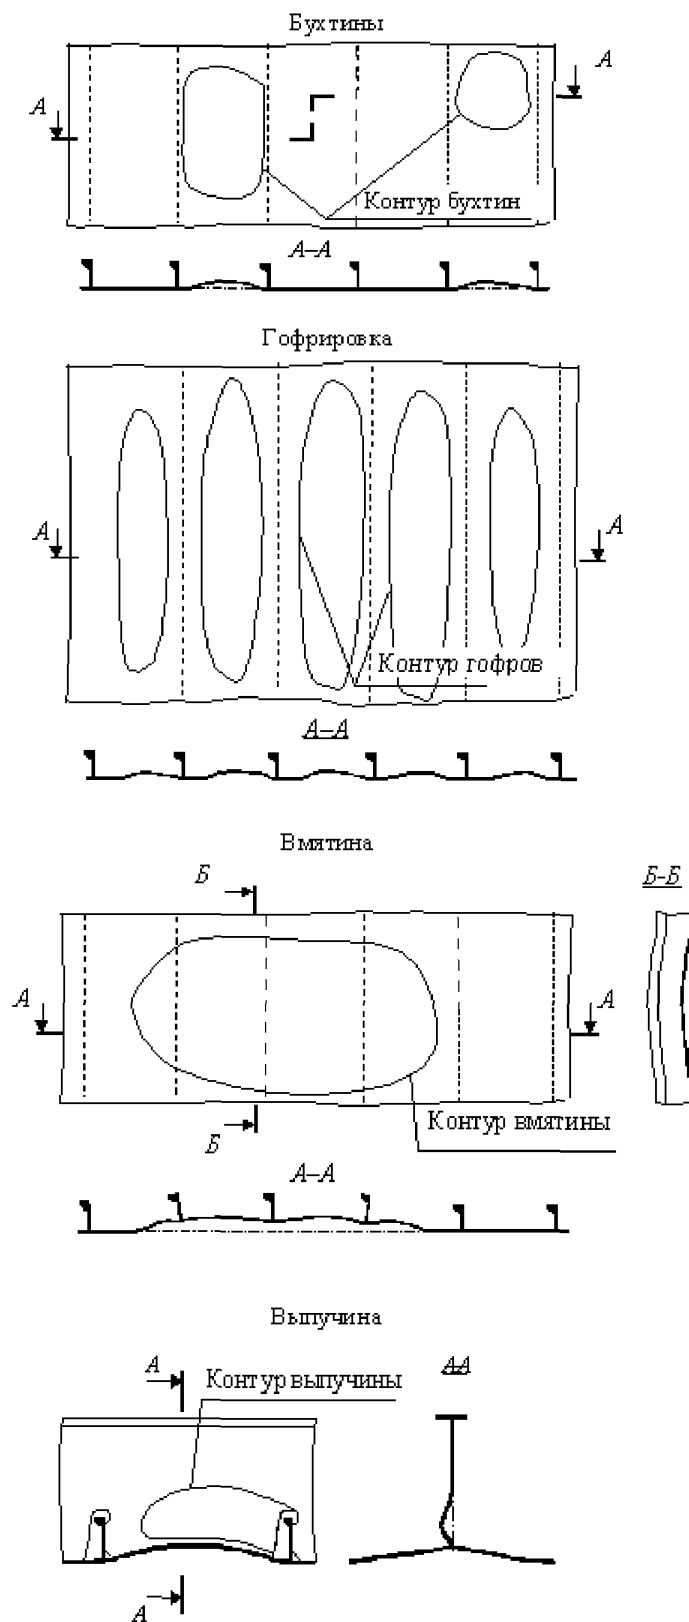 Бухтины
А
А
Контур бухтин
А–А
Гофрировка
А
А
Контур гофров
А–А
Вмятина
Б
Б-Б
А
А
Контур вмятины
Б
А–А
Выпучина
А
АА
Контур выпучины
А